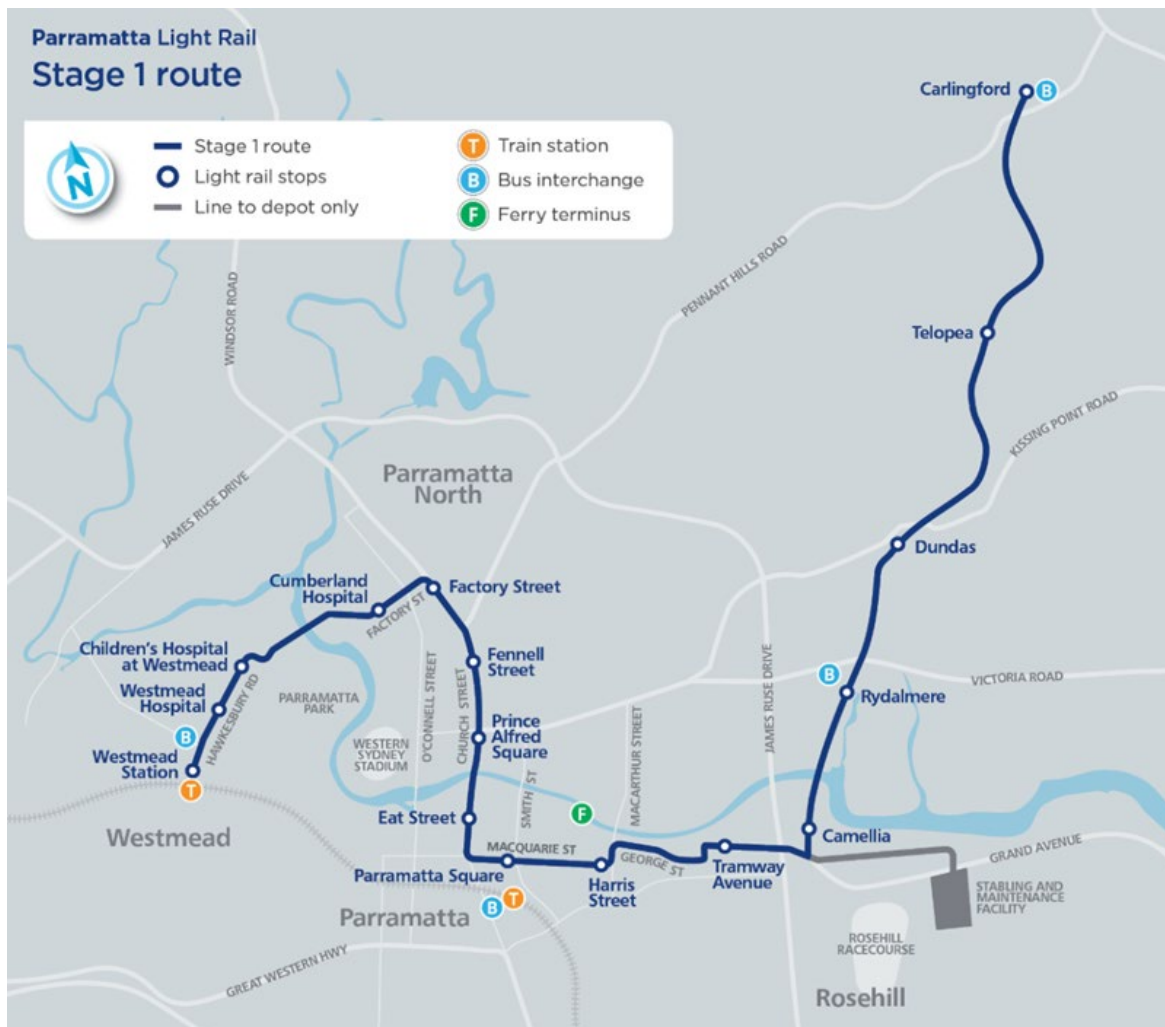 Parramatta Light Rail
Stage 1 route
N
Stage 1 route
Light rail stops
Line to depot only
T Train station
B Bus interchange
F Ferry terminus
Carlingford
B
WINDSOR ROAD
PENNANT HILLS ROAD
Telopea
KISSING POINT ROAD
Parramatta
North
JAMES RUSE DRIVE
Dundas
Cumberland
Hospital
FACTORY ST
Factory Street
Children's Hospital
at Westmead
Fennell
Street
Westmead
Hospital
HAWKESBURY RD
PARRAMATTA
PARK
O'CONNELL STREET
CHURCH STREET
JAMES RUSE DRIVE
B
Rydalmere
VICTORIA ROAD
B
Prince
Alfred
Square
WESTERN
SYDNEY
STADIUM
MACARTHUR STREET
Westmead
Station
T
SMITH ST
Westmead
Eat Street
F
Camellia
MACQUARIE ST
GEORGE ST
GRAND AVENUE
Parramatta Square
Harris
Street
Tramway
Avenue
STABLING AND
MAINTENANCE
FACILITY
B
T
Parramatta
ROSEHILL
RACECOURSE
GREAT WESTERN HWY
Rosehill